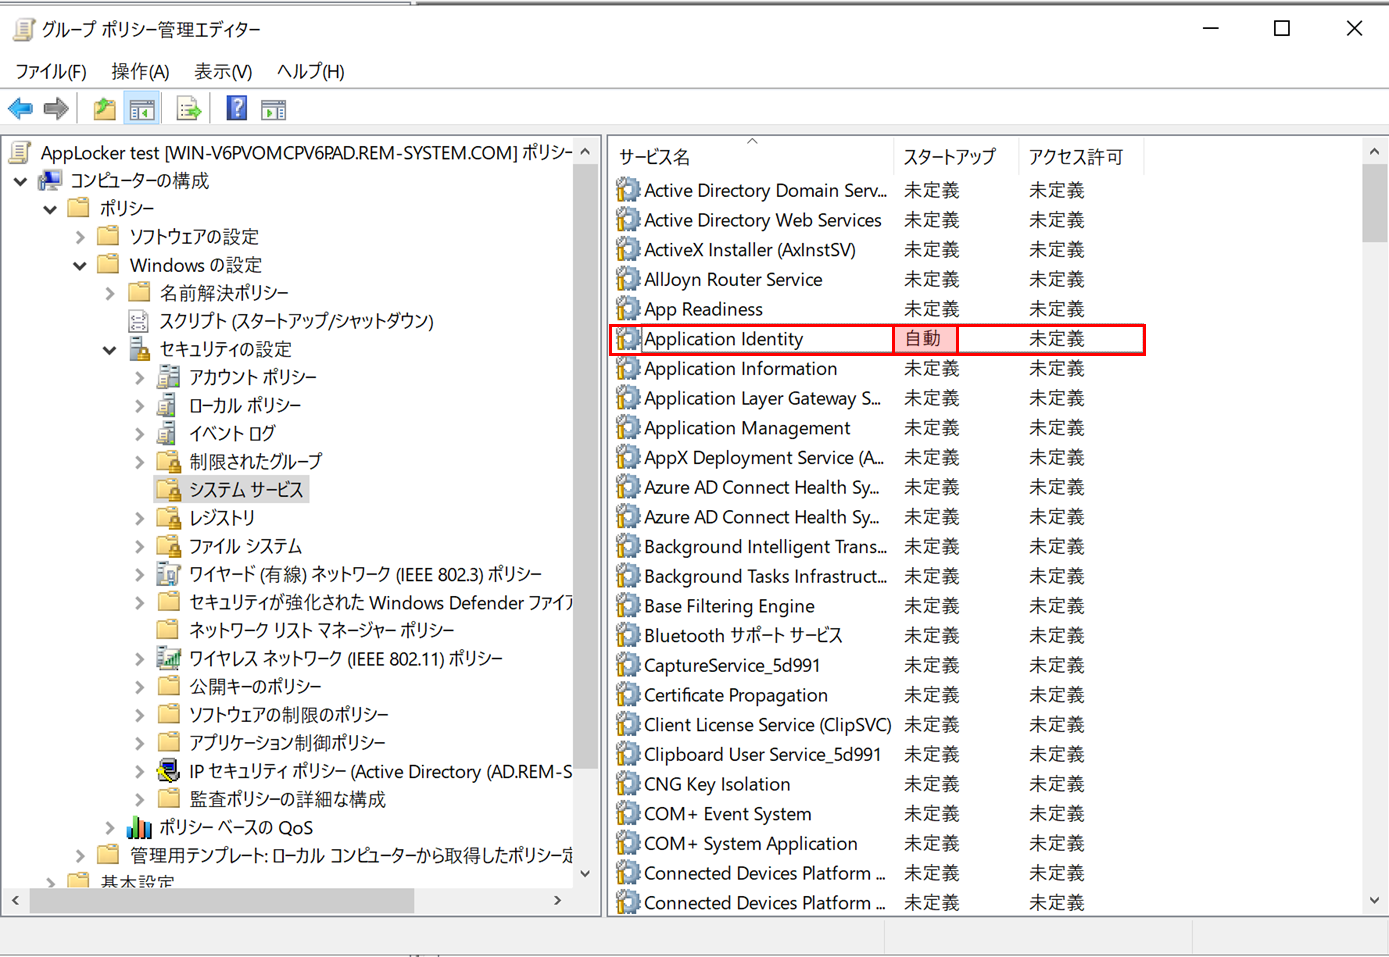 グループ ポリシー管理エディター
ファイル(F) 操作(A) 表示(V) ヘルプ(H)
AppLocker test [WIN-V6PVOMCPV6P.AD.REM-SYSTEM.COM] ポリシー
コンピューターの構成
ポリシー
ソフトウェアの設定
Windows の設定
名前解決ポリシー
スクリプト (スタートアップ/シャットダウン)
セキュリティの設定
アカウント ポリシー
ローカル ポリシー
イベント ログ
制限されたグループ
システム サービス
レジストリ
ファイル システム
ワイヤード (有線) ネットワーク (IEEE 802.3) ポリシー
セキュリティが強化された Windows Defender ファイア
ネットワーク リスト マネージャー ポリシー
ワイヤレス ネットワーク (IEEE 802.11) ポリシー
公開キーのポリシー
ソフトウェアの制限のポリシー
アプリケーション制御ポリシー
IP セキュリティ ポリシー (Active Directory (AD.REM-S
監査ポリシーの詳細な構成
ポリシー ベースの QoS
管理用テンプレート: ローカル コンピューターから取得したポリシー定
基本設定
サービス名 スタートアップ アクセス許可
Active Directory Domain Serv... 未定義 未定義
Active Directory Web Services 未定義 未定義
ActiveX Installer (AxInstSV) 未定義 未定義
AllJoyn Router Service 未定義 未定義
App Readiness 未定義 未定義
Application Identity 自動 未定義
Application Information 未定義 未定義
Application Layer Gateway S... 未定義 未定義
Application Management 未定義 未定義
AppX Deployment Service (A... 未定義 未定義
Azure AD Connect Health Sy... 未定義 未定義
Azure AD Connect Health Sy... 未定義 未定義
Background Intelligent Trans... 未定義 未定義
Background Tasks Infrastruct... 未定義 未定義
Base Filtering Engine 未定義 未定義
Bluetooth サポート サービス 未定義 未定義
CaptureService_5d991 未定義 未定義
Certificate Propagation 未定義 未定義
Client License Service (ClipSVC) 未定義 未定義
Clipboard User Service_5d991 未定義 未定義
CNG Key Isolation 未定義 未定義
COM+ Event System 未定義 未定義
COM+ System Application 未定義 未定義
Connected Devices Platform ... 未定義 未定義
Connected Devices Platform ... 未定義 未定義